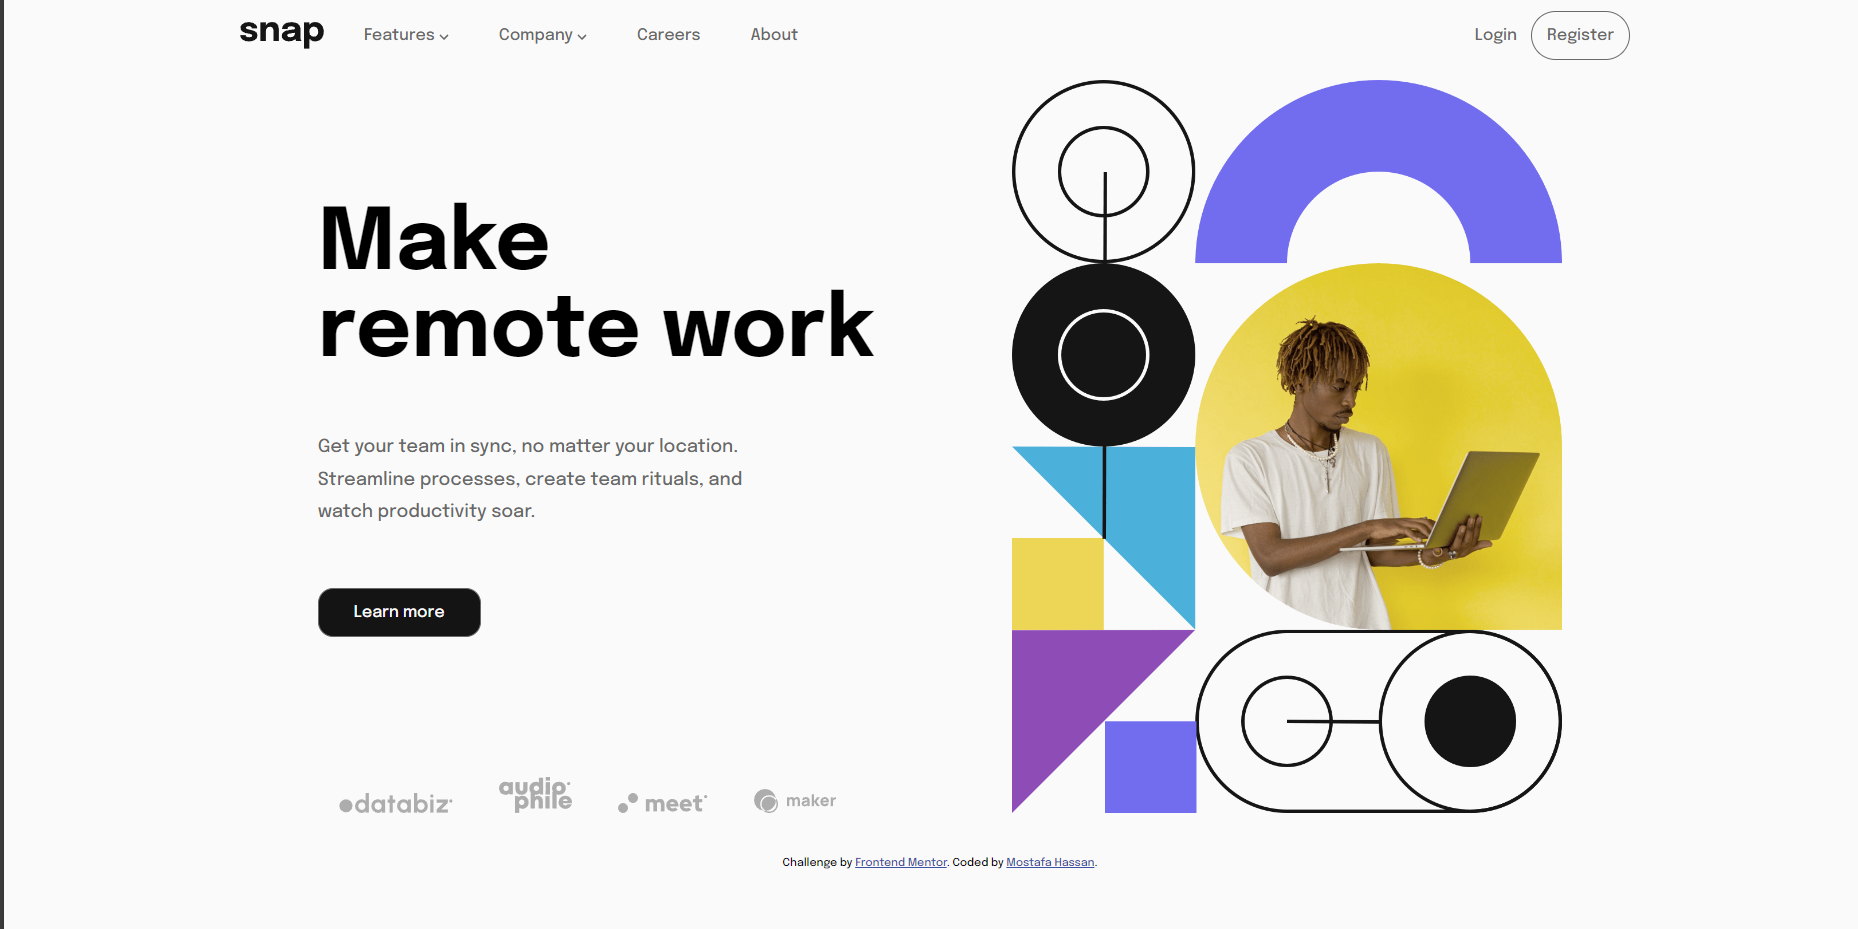 snap
Features
Company
Careers
About
Login
Register
Make
remote work
Get your team in sync, no matter your location.
Streamline processes, create team rituals, and
watch productivity soar.
Learn more
databiz
audio
phile
meet
maker
Challenge by Frontend Mentor. Coded by Mostafa Hassan.